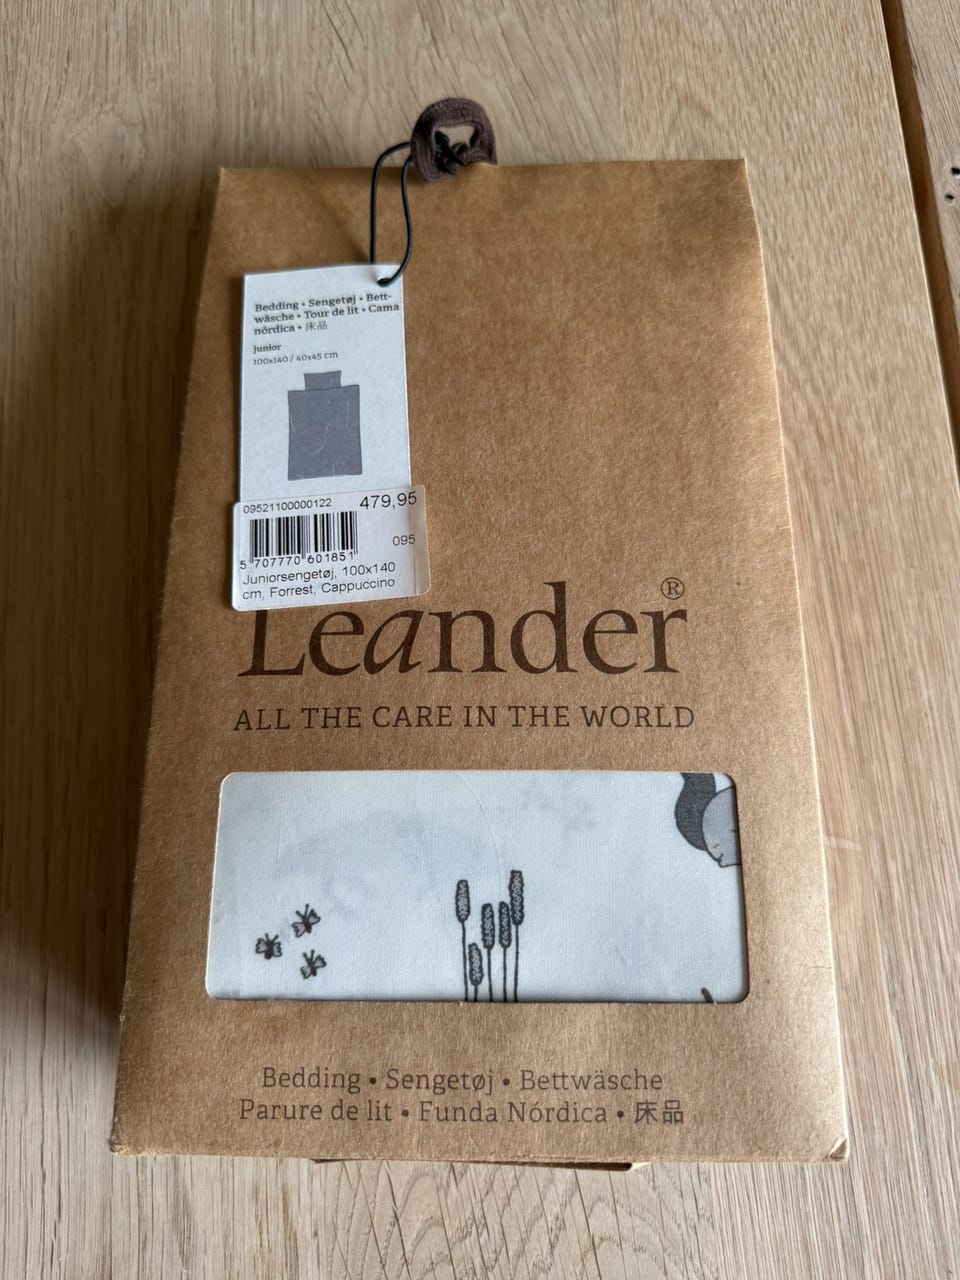 Bedding • Sengetøj • Bett-
wäsche • Tour de lit • Cama
nórdica • 床品
junior
100x140 / 40x45 cm
09521100000122 479,95
095
5 707770 601851
Juniorsengetøj, 100x140
cm, Forrest, Cappuccino
Leander®
ALL THE CARE IN THE WORLD
Bedding • Sengetøj • Bettwäsche
Parure de lit • Funda Nórdica • 床品